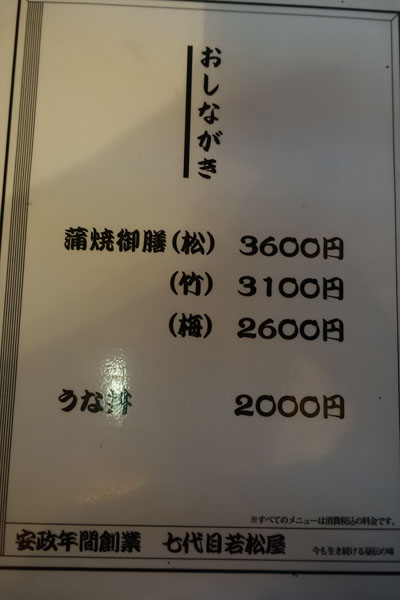 おしながき
蒲焼御膳(松) 3600円
(竹) 3100円
(梅) 2600円
うな丼 2000円
※すべてのメニューは消費税込の料金です。
安政年間創業 七代目若松屋 今も生き続ける秘伝の味